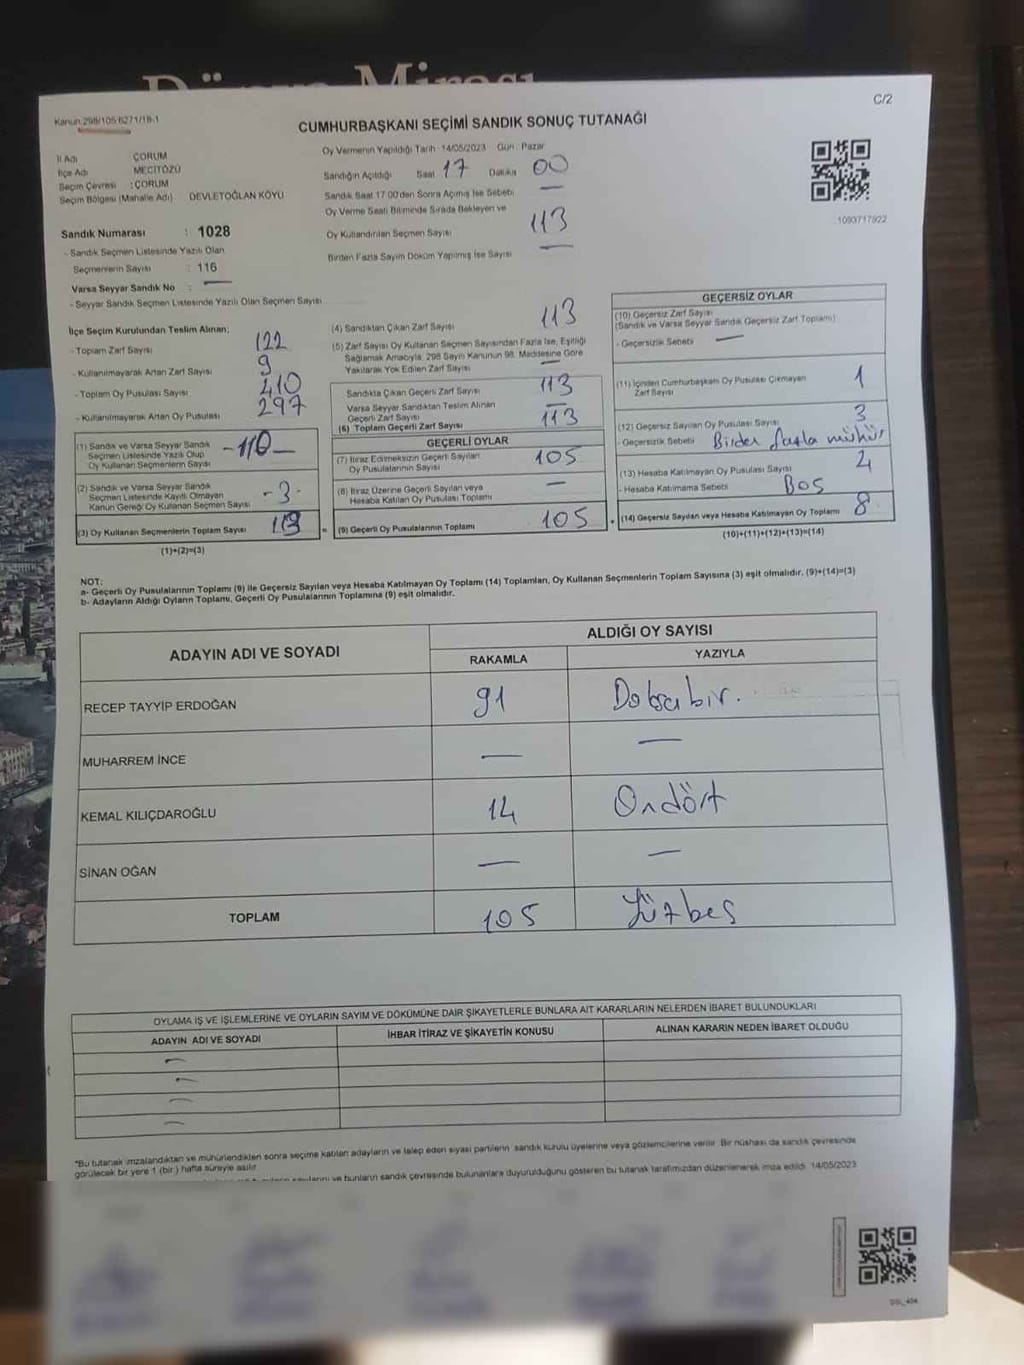 Dünya Mirası
C/2
Kanun:298/105,6271/18-1
CUMHURBAŞKANI SEÇİMİ SANDIK SONUÇ TUTANAĞI
İl Adı ÇORUM
İlçe Adı MECİTÖZÜ
Seçim Çevresi : ÇORUM
Seçim Bölgesi (Mahalle Adı) DEVLETOĞLAN KÖYÜ
Sandık Numarası : 1028
- Sandık Seçmen Listesinde Yazılı Olan
Seçmenlerin Sayısı : 116
Varsa Seyyar Sandık No : —
- Seyyar Sandık Seçmen Listesinde Yazılı Olan Seçmen Sayısı
Oy Vermenin Yapıldığı Tarih : 14/05/2023 Gün : Pazar
Sandığın Açıldığı Saat 17 Dakika 00
Sandık Saat 17:00'den Sonra Açılmış İse Sebebi —
Oy Verme Saati Bitiminde Sırada Bekleyen ve
Oy Kullandırılan Seçmen Sayısı 113
Birden Fazla Sayım Döküm Yapılmış İse Sayısı —
1093717922
İlçe Seçim Kurulundan Teslim Alınan;
- Toplam Zarf Sayısı 122
- Kullanılmayarak Artan Zarf Sayısı 9
- Toplam Oy Pusulası Sayısı 410
- Kullanılmayarak Artan Oy Pusulası 297
(1) Sandık ve Varsa Seyyar Sandık
Seçmen Listesinde Yazılı Olup
Oy Kullanan Seçmenlerin Sayısı -110-
(2) Sandık ve Varsa Seyyar Sandık
Seçmen Listesinde Kayıtlı Olmayan
Kanun Gereği Oy Kullanan Seçmen Sayısı -3-
(3) Oy Kullanan Seçmenlerin Toplam Sayısı 113
(1)+(2)=(3)
(4) Sandıktan Çıkan Zarf Sayısı 113
(5) Zarf Sayısı Oy Kullanan Seçmen Sayısından Fazla İse, Eşitliği
Sağlamak Amacıyla, 298 Sayılı Kanunun 98. Maddesine Göre
Yakılarak Yok Edilen Zarf Sayısı —
Sandıkta Çıkan Geçerli Zarf Sayısı 113
Varsa Seyyar Sandıktan Teslim Alınan
Geçerli Zarf Sayısı —
(6) Toplam Geçerli Zarf Sayısı 113
GEÇERLİ OYLAR
(7) İtiraz Edilmeksizin Geçerli Sayılan
Oy Pusulalarının Sayısı 105
(8) İtiraz Üzerine Geçerli Sayılan veya
Hesaba Katılan Oy Pusulası Toplamı —
= (9) Geçerli Oy Pusulalarının Toplamı 105
GEÇERSİZ OYLAR
(10) Geçersiz Zarf Sayısı
(Sandık ve Varsa Seyyar Sandık Geçersiz Zarf Toplamı)
- Geçersizlik Sebebi —
(11) İçinden Cumhurbaşkanı Oy Pusulası Çıkmayan
Zarf Sayısı 1
(12) Geçersiz Sayılan Oy Pusulası Sayısı 3
- Geçersizlik Sebebi Birden fazla mühür
(13) Hesaba Katılmayan Oy Pusulası Sayısı 4
- Hesaba Katılmama Sebebi BOŞ
+ (14) Geçersiz Sayılan veya Hesaba Katılmayan Oy Toplamı 8
(10)+(11)+(12)+(13)=(14)
NOT:
a- Geçerli Oy Pusulalarının Toplamı (9) ile Geçersiz Sayılan veya Hesaba Katılmayan Oy Toplamı (14) Toplamları, Oy Kullanan Seçmenlerin Toplam Sayısına (3) eşit olmalıdır. (9)+(14)=(3)
b- Adayların Aldığı Oyların Toplamı, Geçerli Oy Pusulalarının Toplamına (9) eşit olmalıdır.
ADAYIN ADI VE SOYADI ALDIĞI OY SAYISI
RAKAMLA YAZIYLA
RECEP TAYYİP ERDOĞAN 91 Doksabir.
MUHARREM İNCE — —
KEMAL KILIÇDAROĞLU 14 Ondört
SİNAN OĞAN — —
TOPLAM 105 Yüzbeş
OYLAMA İŞ VE İŞLEMLERİNE VE OYLARIN SAYIM VE DÖKÜMÜNE DAİR ŞİKAYETLERLE BUNLARA AİT KARARLARIN NELERDEN İBARET BULUNDUKLARI
ADAYIN ADI VE SOYADI İHBAR İTİRAZ VE ŞİKAYETİN KONUSU ALINAN KARARIN NEDEN İBARET OLDUĞU
—
—
—
—
*Bu tutanak imzalandıktan ve mühürlendikten sonra seçime katılan adayların ve talep eden siyasi partilerin sandık kurulu üyelerine veya gözlemcilerine verilir. Bir nüshası da sandık çevresinde
görülecek bir yere 1 (bir) hafta süreyle asılır.
ve bunların sandık çevresinde bulunanlara duyurulduğunu gösteren bu tutanak tarafımızdan düzenlenerek imza edildi. 14/05/2023